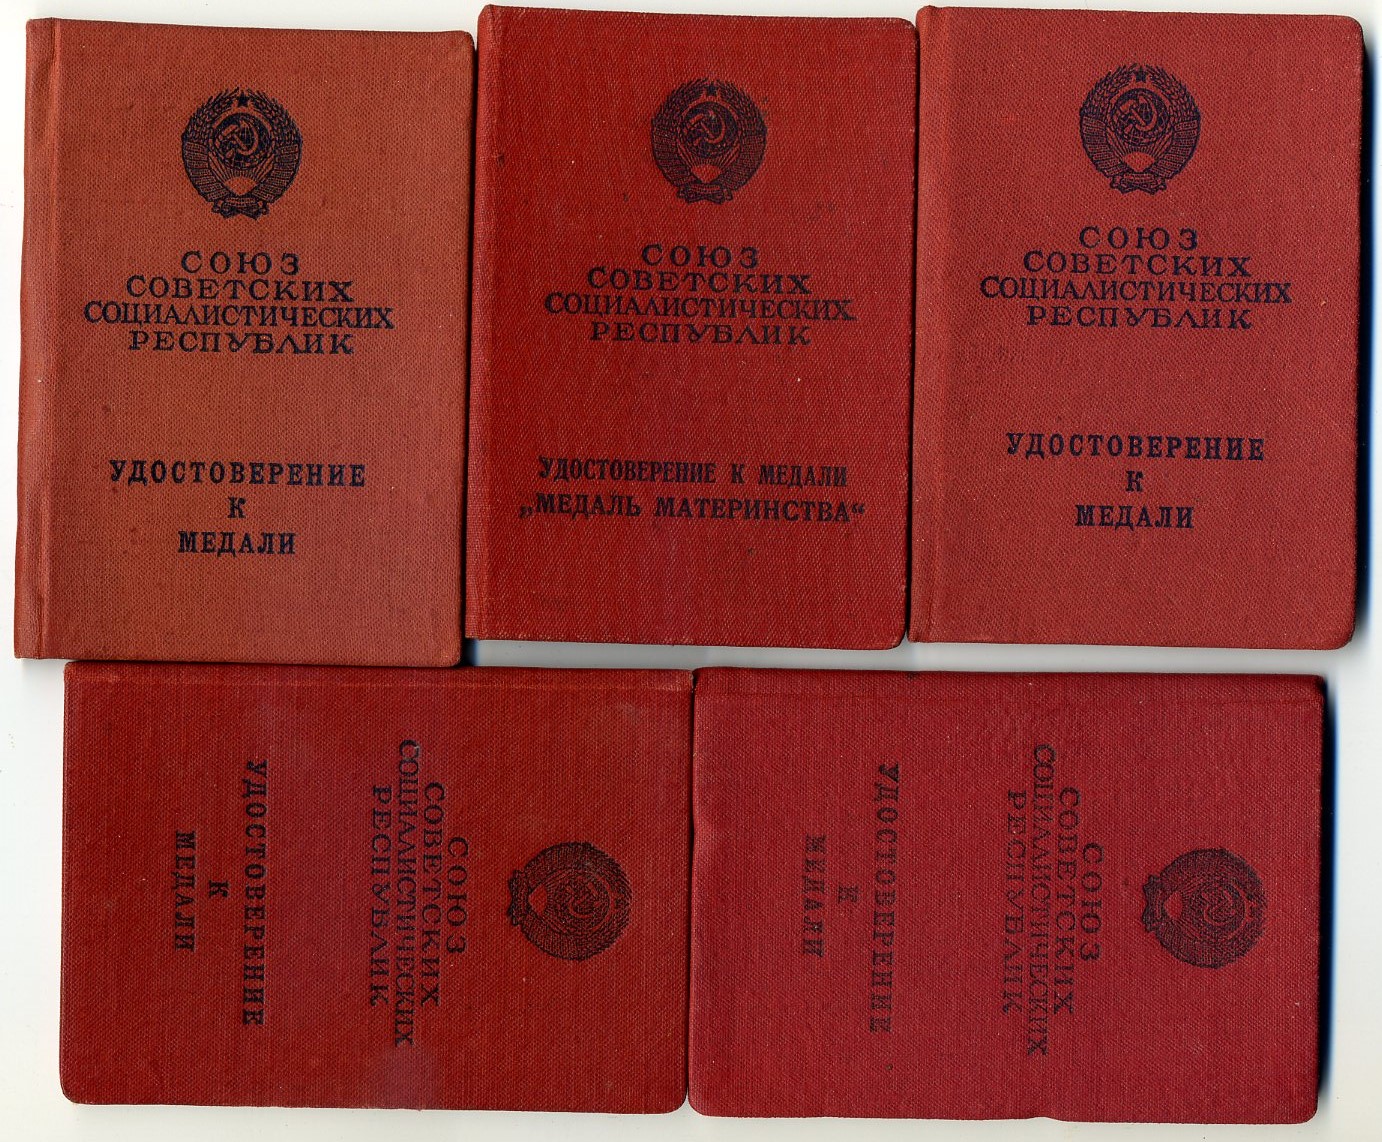 СОЮЗ
СОВЕТСКИХ
СОЦИАЛИСТИЧЕСКИХ
РЕСПУБЛИК
УДОСТОВЕРЕНИЕ
К
МЕДАЛИ
СОЮЗ
СОВЕТСКИХ
СОЦИАЛИСТИЧЕСКИХ
РЕСПУБЛИК
УДОСТОВЕРЕНИЕ К МЕДАЛИ
„МЕДАЛЬ МАТЕРИНСТВА“
СОЮЗ
СОВЕТСКИХ
СОЦИАЛИСТИЧЕСКИХ
РЕСПУБЛИК
УДОСТОВЕРЕНИЕ
К
МЕДАЛИ
СОЮЗ
СОВЕТСКИХ
СОЦИАЛИСТИЧЕСКИХ
РЕСПУБЛИК
УДОСТОВЕРЕНИЕ
К
МЕДАЛИ
СОЮЗ
СОВЕТСКИХ
СОЦИАЛИСТИЧЕСКИХ
РЕСПУБЛИК
УДОСТОВЕРЕНИЕ
К
МЕДАЛИ